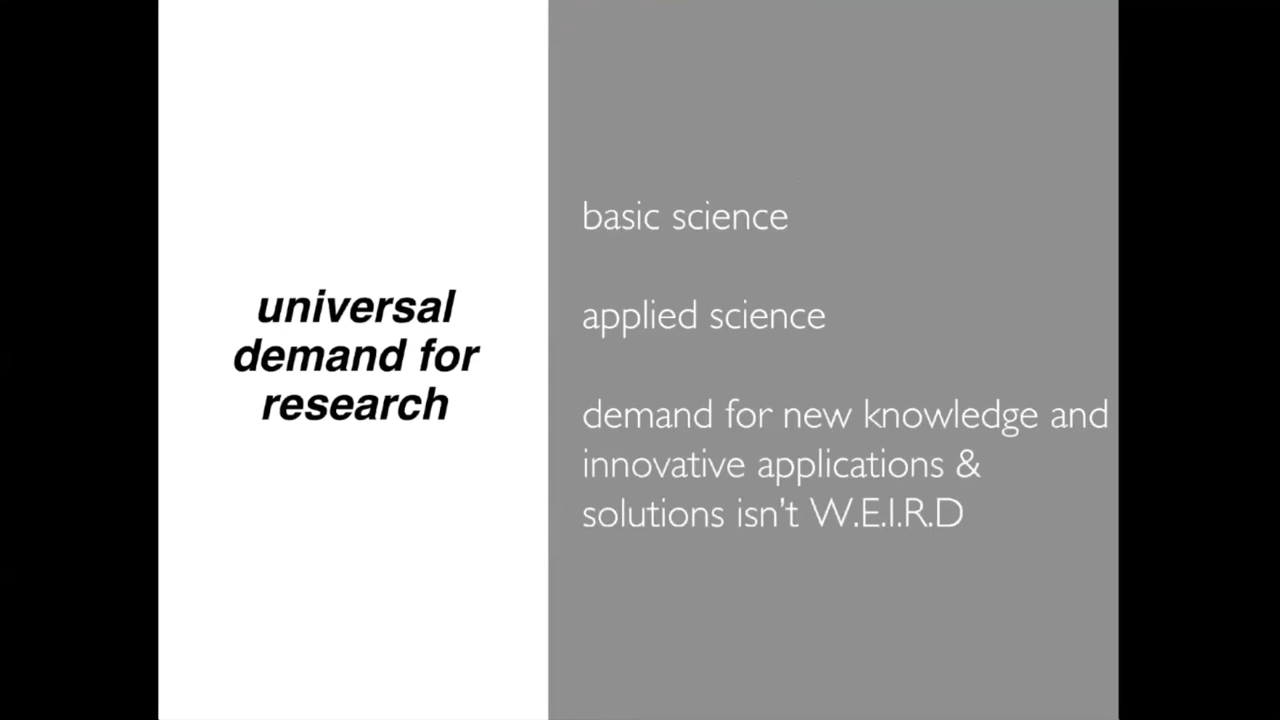 universal
demand for
research
basic science
applied science
demand for new knowledge and
innovative applications &
solutions isn't W.E.I.R.D